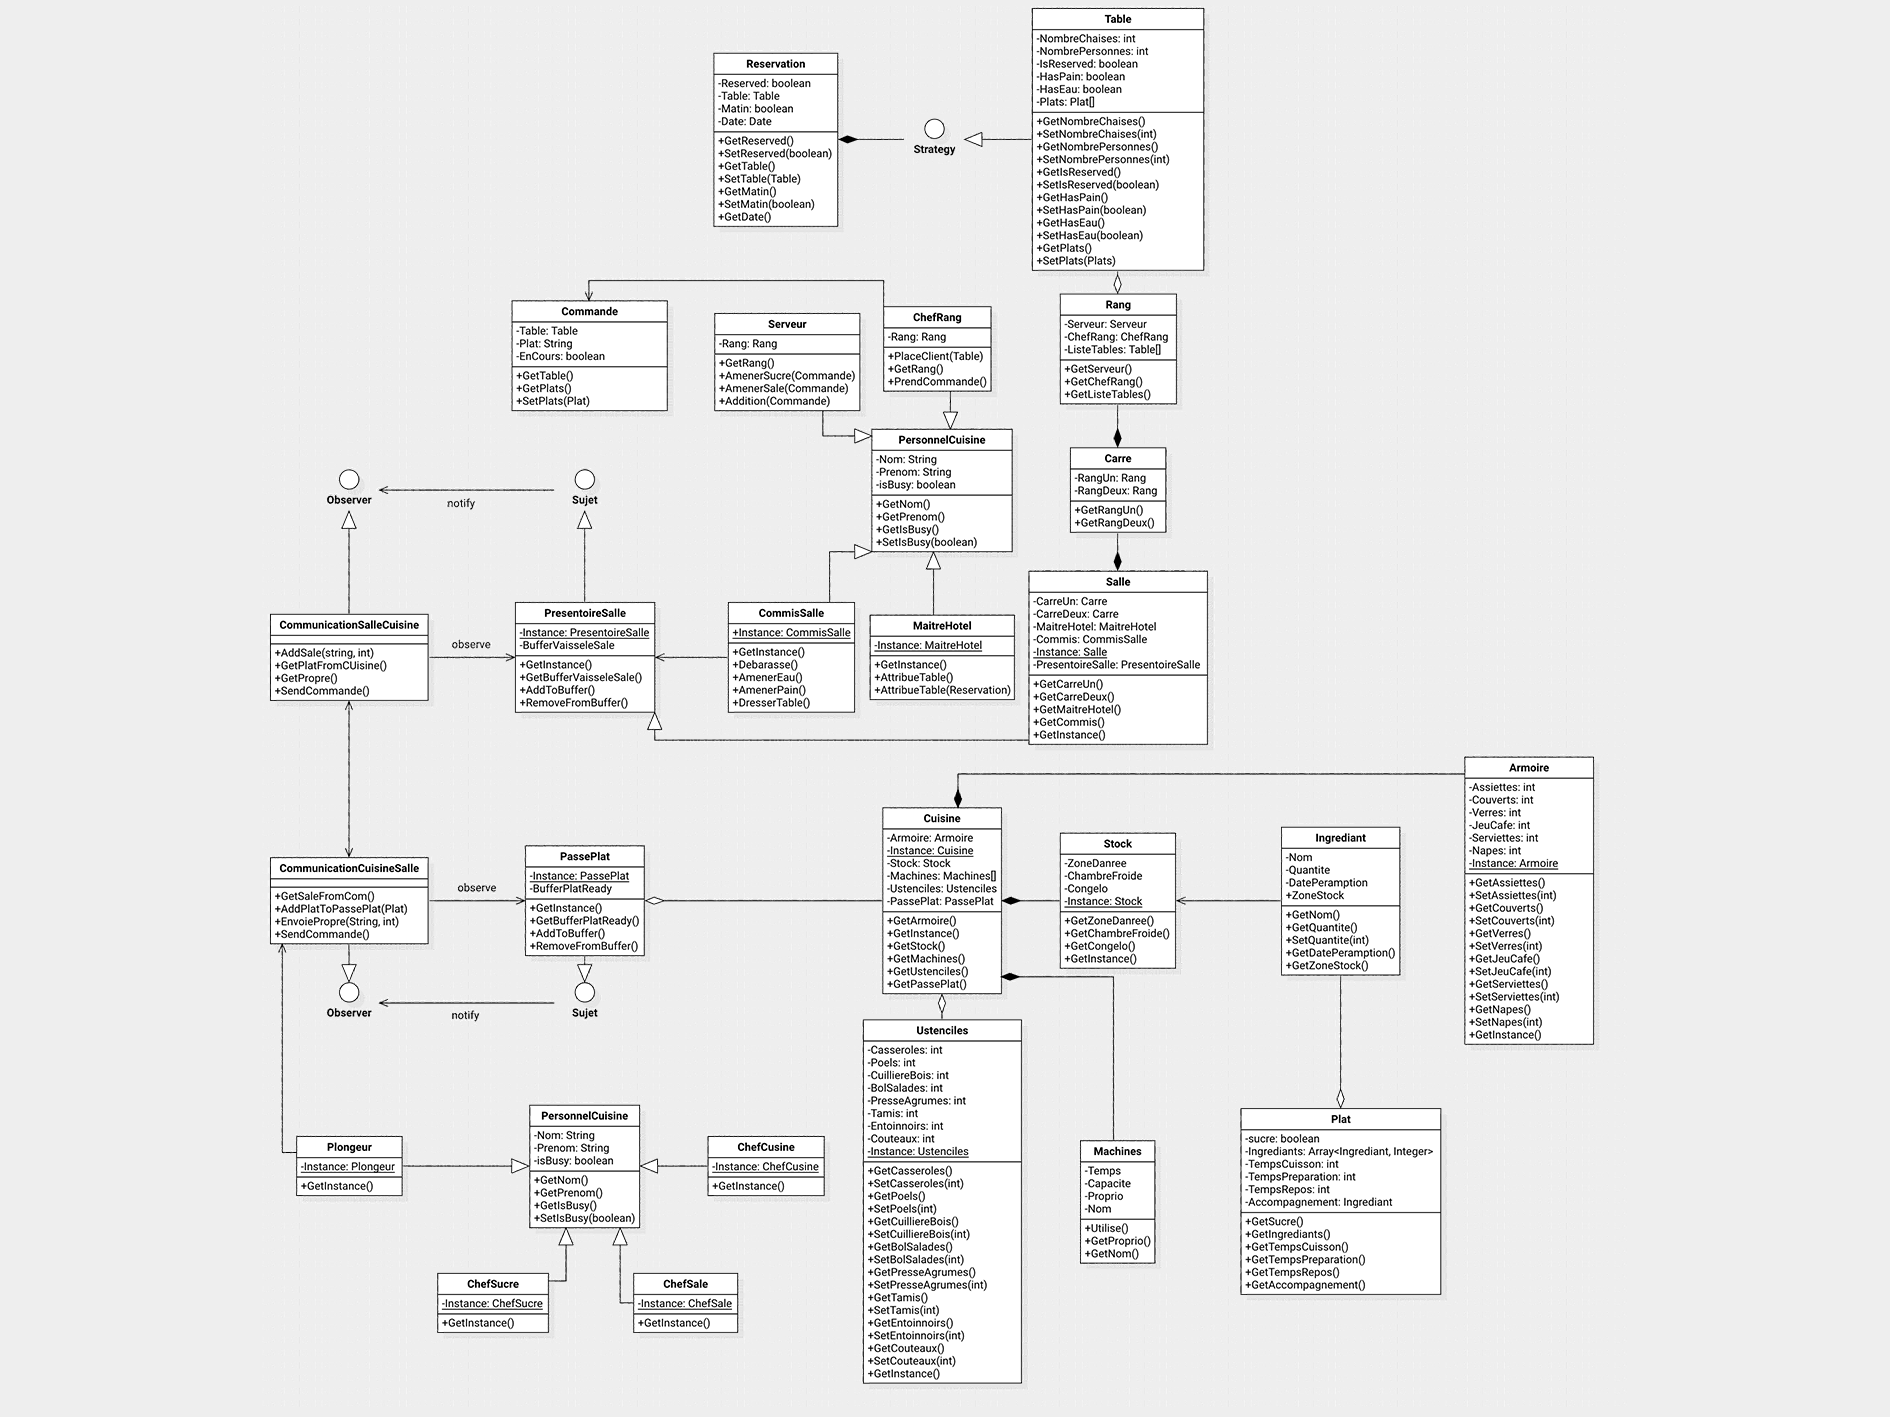 Table
-NombreChaises: int
-NombrePersonnes: int
-IsReserved: boolean
-HasPain: boolean
-HasEau: boolean
-Plats: Plat[]
+GetNombreChaises()
+SetNombreChaises(int)
+GetNombrePersonnes()
+SetNombrePersonnes(int)
+GetIsReserved()
+SetIsReserved(boolean)
+GetHasPain()
+SetHasPain(boolean)
+GetHasEau()
+SetHasEau(boolean)
+GetPlats()
+SetPlats(Plats)
Reservation
-Reserved: boolean
-Table: Table
-Matin: boolean
-Date: Date
+GetReserved()
+SetReserved(boolean)
+GetTable()
+SetTable(Table)
+GetMatin()
+SetMatin(boolean)
+GetDate()
Strategy
Commande
-Table: Table
-Plat: String
-EnCours: boolean
+GetTable()
+GetPlats()
+SetPlats(Plat)
Serveur
-Rang: Rang
+GetRang()
+AmenerSucre(Commande)
+AmenerSale(Commande)
+Addition(Commande)
ChefRang
-Rang: Rang
+PlaceClient(Table)
+GetRang()
+PrendCommande()
Rang
-Serveur: Serveur
-ChefRang: ChefRang
-ListeTables: Table[]
+GetServeur()
+GetChefRang()
+GetListeTables()
PersonnelCuisine
-Nom: String
-Prenom: String
-isBusy: boolean
+GetNom()
+GetPrenom()
+GetIsBusy()
+SetIsBusy(boolean)
Carre
-RangUn: Rang
-RangDeux: Rang
+GetRangUn()
+GetRangDeux()
Observer
notify
Sujet
CommunicationSalleCuisine
+AddSale(string, int)
+GetPlatFromCUisine()
+GetPropre()
+SendCommande()
observe
PresentoireSalle
-Instance: PresentoireSalle
-BufferVaisseleSale
+GetInstance()
+GetBufferVaisseleSale()
+AddToBuffer()
+RemoveFromBuffer()
CommisSalle
+Instance: CommisSalle
+GetInstance()
+Debarasse()
+AmenerEau()
+AmenerPain()
+DresserTable()
MaitreHotel
-Instance: MaitreHotel
+GetInstance()
+AttribueTable()
+AttribueTable(Reservation)
Salle
-CarreUn: Carre
-CarreDeux: Carre
-MaitreHotel: MaitreHotel
-Commis: CommisSalle
-Instance: Salle
-PresentoireSalle: PresentoireSalle
+GetCarreUn()
+GetCarreDeux()
+GetMaitreHotel()
+GetCommis()
+GetInstance()
Armoire
-Assiettes: int
-Couverts: int
-Verres: int
-JeuCafe: int
-Serviettes: int
-Napes: int
-Instance: Armoire
+GetAssiettes()
+SetAssiettes(int)
+GetCouverts()
+SetCouverts(int)
+GetVerres()
+SetVerres(int)
+GetJeuCafe()
+SetJeuCafe(int)
+GetServiettes()
+SetServiettes(int)
+GetNapes()
+SetNapes(int)
+GetInstance()
CommunicationCuisineSalle
+GetSaleFromCom()
+AddPlatToPassePlat(Plat)
+EnvoiePropre(String, int)
+SendCommande()
observe
PassePlat
-Instance: PassePlat
-BufferPlatReady
+GetInstance()
+GetBufferPlatReady()
+AddToBuffer()
+RemoveFromBuffer()
Cuisine
-Armoire: Armoire
-Instance: Cuisine
-Stock: Stock
-Machines: Machines[]
-Ustenciles: Ustenciles
-PassePlat: PassePlat
+GetArmoire()
+GetInstance()
+GetStock()
+GetMachines()
+GetUstenciles()
+GetPassePlat()
Stock
-ZoneDanree
-ChambreFroide
-Congelo
-Instance: Stock
+GetZoneDanree()
+GetChambreFroide()
+GetCongelo()
+GetInstance()
Ingrediant
-Nom
-Quantite
-DatePeramption
+ZoneStock
+GetNom()
+GetQuantite()
+SetQuantite(int)
+GetDatePeramption()
+GetZoneStock()
Observer
notify
Sujet
Ustenciles
-Casseroles: int
-Poels: int
-CuilliereBois: int
-BolSalades: int
-PresseAgrumes: int
-Tamis: int
-Entoinnoirs: int
-Couteaux: int
-Instance: Ustenciles
+GetCasseroles()
+SetCasseroles(int)
+GetPoels()
+SetPoels(int)
+GetCuilliereBois()
+SetCuilliereBois(int)
+GetBolSalades()
+SetBolSalades(int)
+GetPresseAgrumes()
+SetPresseAgrumes(int)
+GetTamis()
+SetTamis(int)
+GetEntoinnoirs()
+SetEntoinnoirs(int)
+GetCouteaux()
+SetCouteaux(int)
+GetInstance()
Plongeur
-Instance: Plongeur
+GetInstance()
PersonnelCuisine
-Nom: String
-Prenom: String
-isBusy: boolean
+GetNom()
+GetPrenom()
+GetIsBusy()
+SetIsBusy(boolean)
ChefCusine
-Instance: ChefCusine
+GetInstance()
Machines
-Temps
-Capacite
-Proprio
-Nom
+Utilise()
+GetProprio()
+GetNom()
Plat
-sucre: boolean
-Ingrediants: Array<Ingrediant, Integer>
-TempsCuisson: int
-TempsPreparation: int
-TempsRepos: int
-Accompagnement: Ingrediant
+GetSucre()
+GetIngrediants()
+GetTempsCuisson()
+GetTempsPreparation()
+GetTempsRepos()
+GetAccompagnement()
ChefSucre
-Instance: ChefSucre
+GetInstance()
ChefSale
-Instance: ChefSale
+GetInstance()